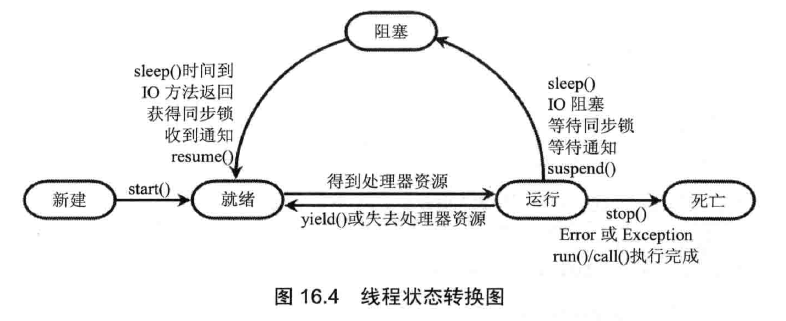 阻塞
sleep()时间到
IO 方法返回
获得同步锁
收到通知
resume()
sleep()
IO 阻塞
等待同步锁
等待通知
suspend()
新建
start()
就绪
得到处理器资源
yield()或失去处理器资源
运行
stop()
Error 或 Exception
run()/call()执行完成
死亡
图 16.4 线程状态转换图